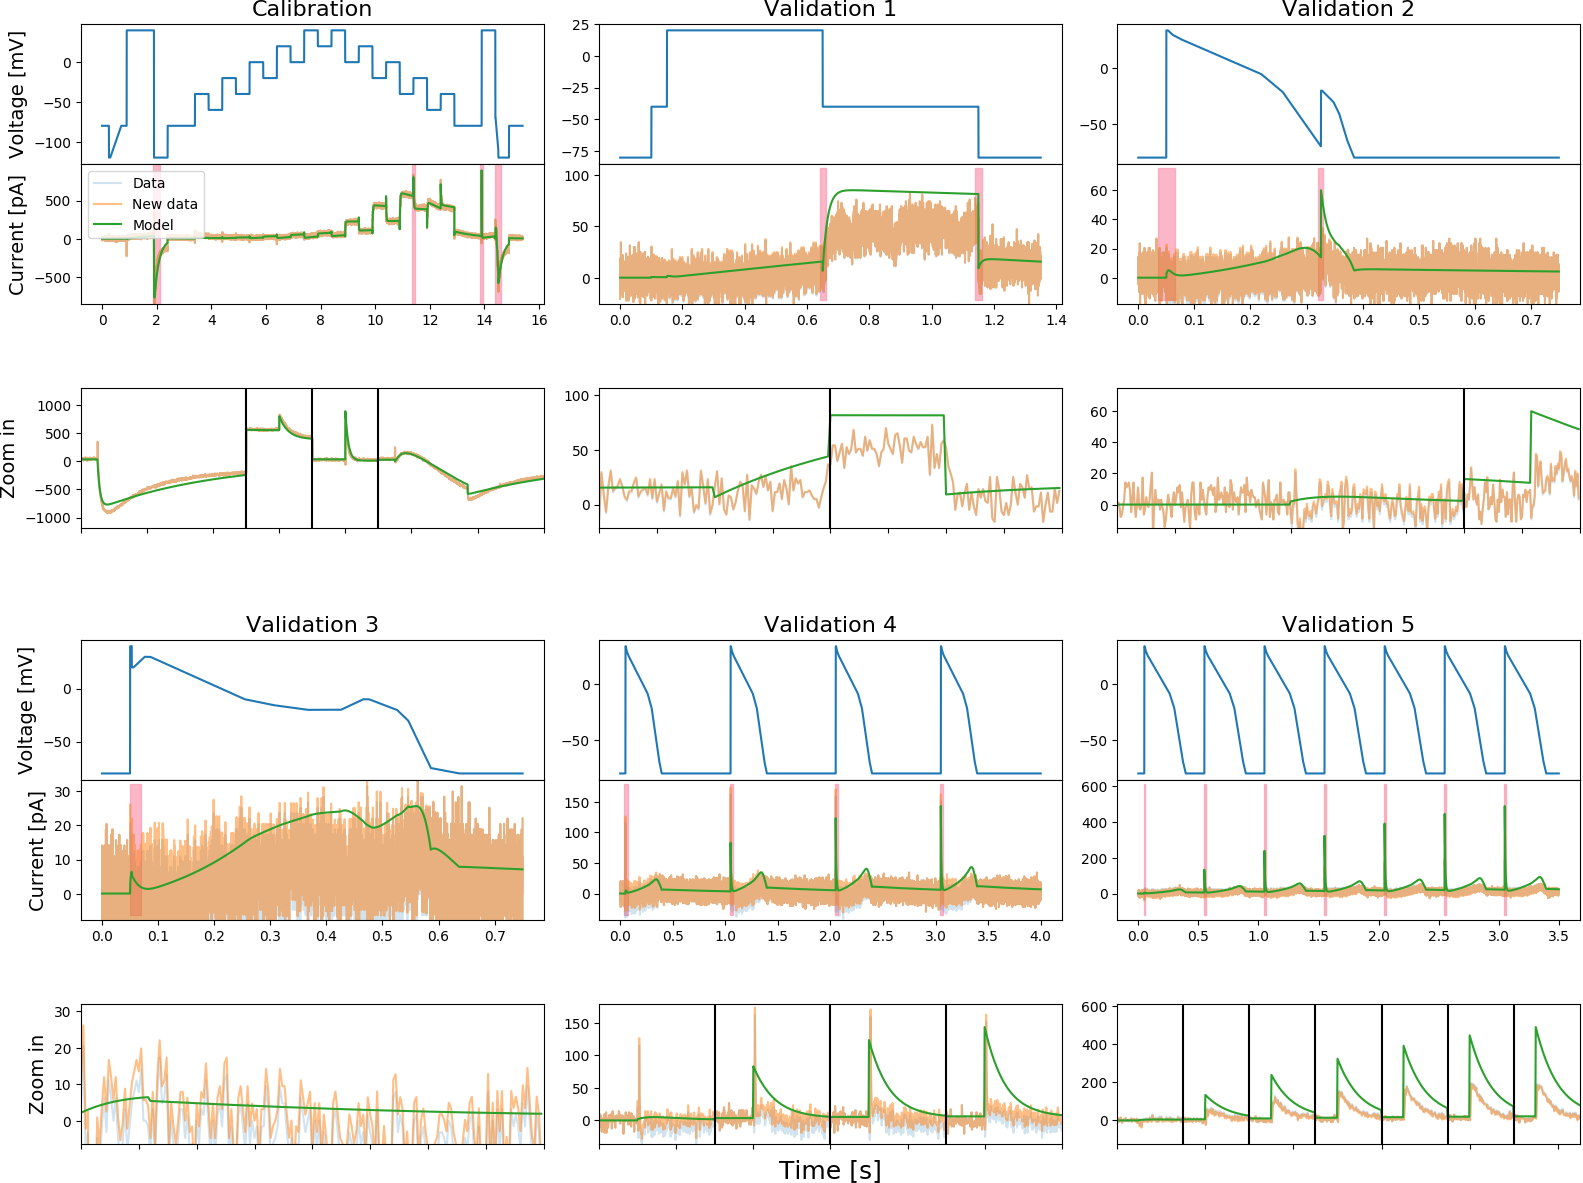 Calibration
Validation 1
Validation 2
Voltage [mV]
0
−50
−100
25
0
−25
−50
−75
0
−50
Current [pA]
500
0
−500
Data
New data
Model
100
50
0
60
40
20
0
0 2 4 6 8 10 12 14 16
0.0 0.2 0.4 0.6 0.8 1.0 1.2 1.4
0.0 0.1 0.2 0.3 0.4 0.5 0.6 0.7
Zoom in
1000
500
0
−500
−1000
100
50
0
60
40
20
0
Validation 3
Validation 4
Validation 5
Voltage [mV]
0
−50
0
−50
0
−50
Current [pA]
30
20
10
0
150
100
50
0
600
400
200
0
0.0 0.1 0.2 0.3 0.4 0.5 0.6 0.7
0.0 0.5 1.0 1.5 2.0 2.5 3.0 3.5 4.0
0.0 0.5 1.0 1.5 2.0 2.5 3.0 3.5
Zoom in
30
20
10
0
150
100
50
0
600
400
200
0
Time [s]